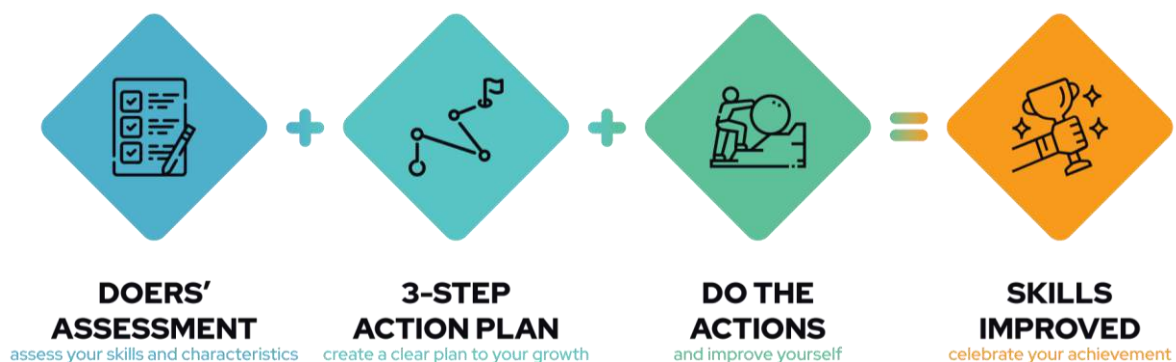 DOERS’
ASSESSMENT
assess your skills and characteristics
3-STEP
ACTION PLAN
create a clear plan to your growth
DO THE
ACTIONS
and improve yourself
SKILLS
IMPROVED
celebrate your achievement